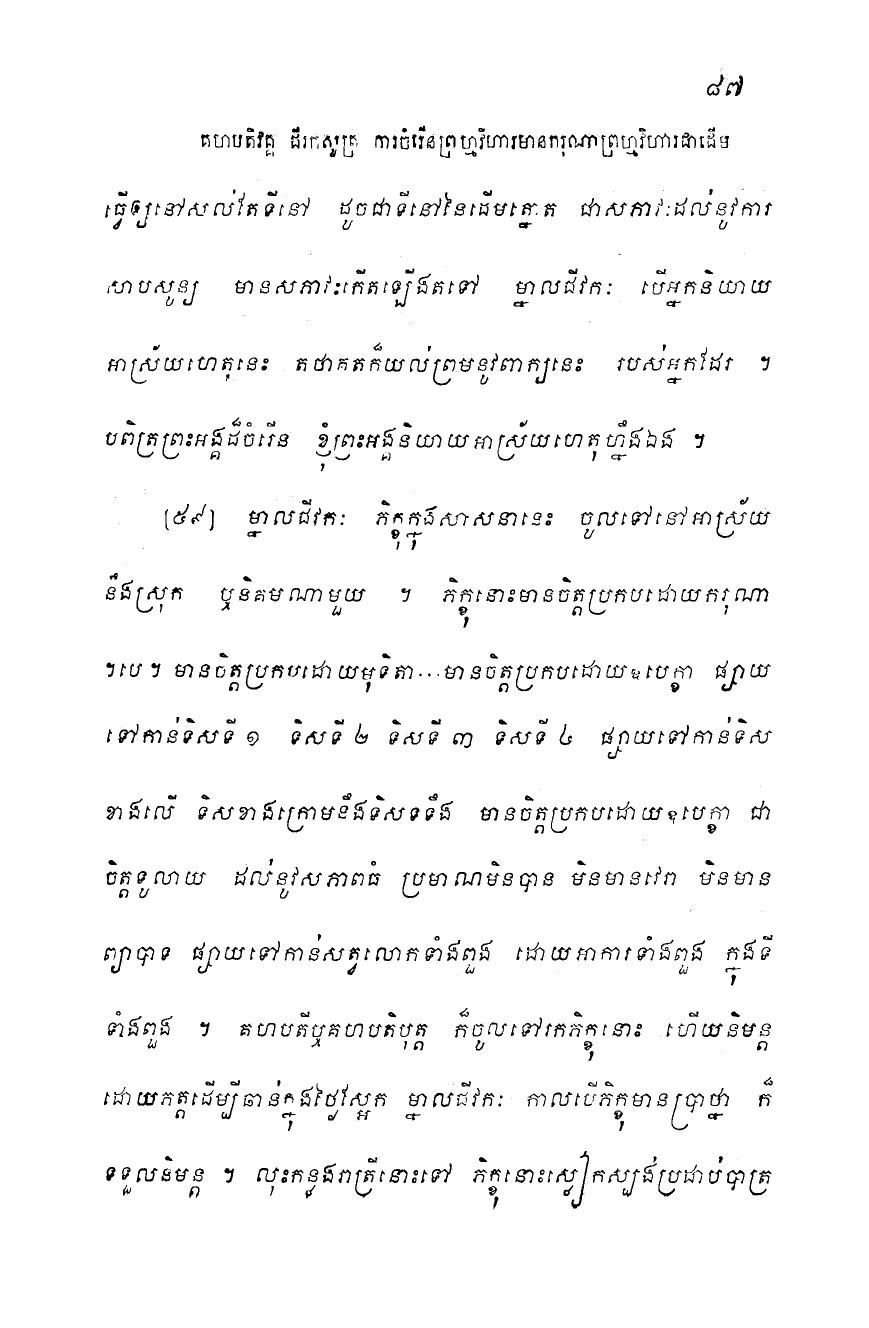 ៨៧
គហបតិវគ្គ ជីវកសូត្រ ការចំរើនព្រហ្មវិហារមានករុណាព្រហ្មវិហារជាដើម
ធ្វើឲ្យនៅសល់តែទីនៅ ដូចជាទីនៅនៃដើមត្នោត ជាសភាវៈដល់នូវការ
សាបសូន្យ មានសភាវៈកើតឡើងតទៅ ម្នាលជីវកៈ បើអ្នកនិយាយ
អាស្រ័យហេតុនេះ តថាគតក៏យល់ព្រមនូវពាក្យនេះ របស់អ្នកដែរ ។
បពិត្រព្រះអង្គដ៏ចំរើន ខ្ញុំព្រះអង្គនិយាយអាស្រ័យហេតុហ្នឹងឯង ។
[៥៩] ម្នាលជីវកៈ ភិក្ខុក្នុងសាសនានេះ ចូលទៅនៅអាស្រ័យ
នឹងស្រុក ឬនិគមណាមួយ ។ ភិក្ខុនោះមានចិត្តប្រកបដោយករុណា
។បេ។ មានចិត្តប្រកបដោយមុទិតា...មានចិត្តប្រកបដោយឧបេក្ខា ផ្សាយ
ទៅកាន់ទិសទី ១ ទិសទី ២ ទិសទី ៣ ទិសទី ៤ ផ្សាយទៅកាន់ទិស
ខាងលើ ទិសខាងក្រោមនឹងទិសទទឹង មានចិត្តប្រកបដោយឧបេក្ខា ជា
ចិត្តទូលាយ ដល់នូវសភាពធំ ប្រមាណមិនបាន មិនមានវេរា មិនមាន
ព្យាបាទ ផ្សាយទៅកាន់សត្វលោកទាំងពួង ដោយអាការទាំងពួង ក្នុងទី
ទាំងពួង ។ គហបតីឬគហបតិបុត្ត ក៏ចូលទៅរកភិក្ខុនោះ ហើយនិមន្ត
ដោយភត្តដើម្បីឆាន់ក្នុងថ្ងៃស្អែក ម្នាលជីវកៈ កាលបើភិក្ខុមានប្រាថ្នា ក៏
ទទួលនិមន្ត ។ លុះកន្លងរាត្រីនោះទៅ ភិក្ខុនោះស្លៀកស្បង់ប្រដាប់បាត្រ